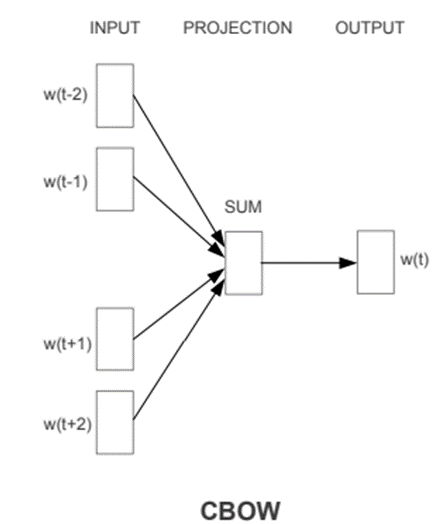 INPUT PROJECTION OUTPUT
w(t-2)
w(t-1)
SUM
w(t)
w(t+1)
w(t+2)
CBOW